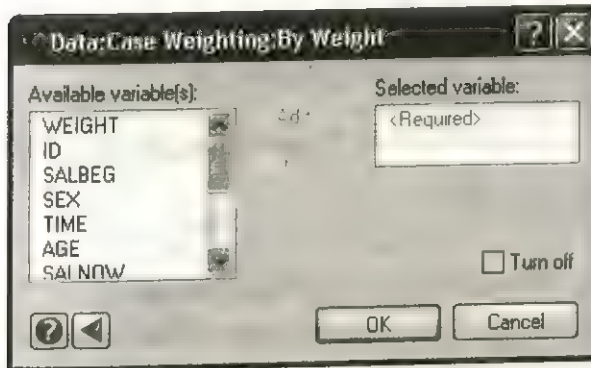 Data:Case Weighting:By Weight
Available variable[s]:
WEIGHT
ID
SALBEG
SEX
TIME
AGE
SALNOW
Selected variable:
<Required>
Turn off
OK
Cancel